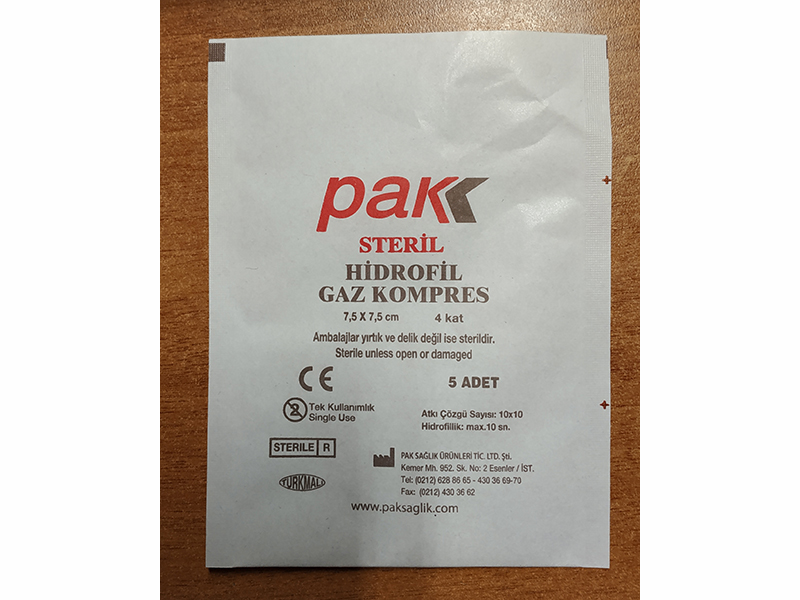 pak
STERİL
HİDROFİL
GAZ KOMPRES
7,5 X 7,5 cm 4 kat
Ambalajlar yırtık ve delik değil ise sterildir.
Sterile unless open or damaged
CE 5 ADET
2 Tek Kullanımlık
Single Use
Atkı Çözgü Sayısı: 10x10
Hidrofillik: max.10 sn.
STERILE R
TÜRKMALI
PAK SAĞLIK ÜRÜNLERİ TİC. LTD. Şti.
Kemer Mh. 952. Sk. No: 2 Esenler / İST.
Tel: (0212) 628 86 65 - 430 36 69-70
Fax: (0212) 430 36 62
www.paksaglik.com